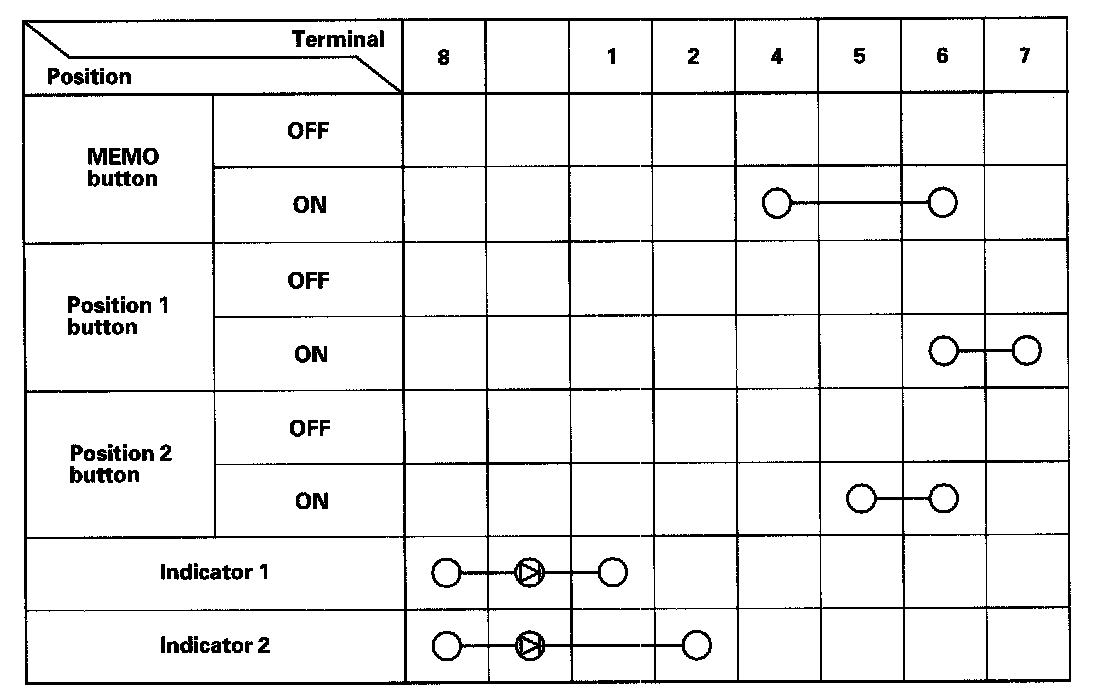 Terminal
Position
8 1 2 4 5 6 7
MEMO
button
OFF
ON
Position 1
button
OFF
ON
Position 2
button
OFF
ON
Indicator 1
Indicator 2